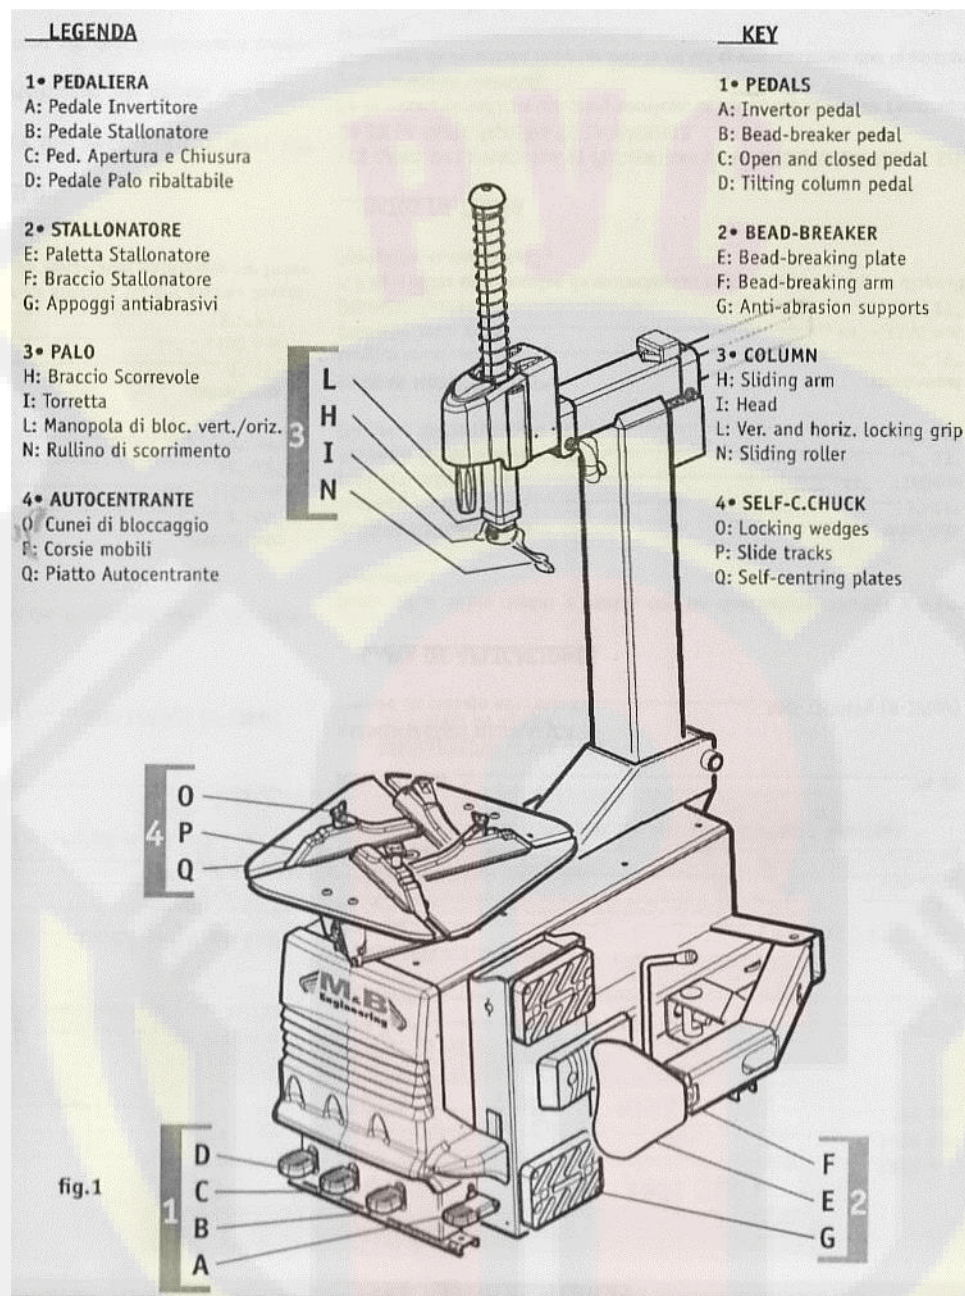 LEGENDA
1• PEDALIERA
A: Pedale Invertitore
B: Pedale Stallonatore
C: Ped. Apertura e Chiusura
D: Pedale Palo ribaltabile
2• STALLONATORE
E: Paletta Stallonatore
F: Braccio Stallonatore
G: Appoggi antiabrasivi
3• PALO
H: Braccio Scorrevole
I: Torretta
L: Manopola di bloc. vert./oriz.
N: Rullino di scorrimento
4• AUTOCENTRANTE
O Cunei di bloccaggio
P: Corsie mobili
Q: Piatto Autocentrante
KEY
1• PEDALS
A: Invertor pedal
B: Bead-breaker pedal
C: Open and closed pedal
D: Tilting column pedal
2• BEAD-BREAKER
E: Bead-breaking plate
F: Bead-breaking arm
G: Anti-abrasion supports
3• COLUMN
H: Sliding arm
I: Head
L: Ver. and horiz. locking grip
N: Sliding roller
4• SELF-C.CHUCK
O: Locking wedges
P: Slide tracks
Q: Self-centring plates
3
L
H
I
N
4
O
P
Q
M&B
Engineering
fig.1
1
D
C
B
A
F
E
G
2
РУС